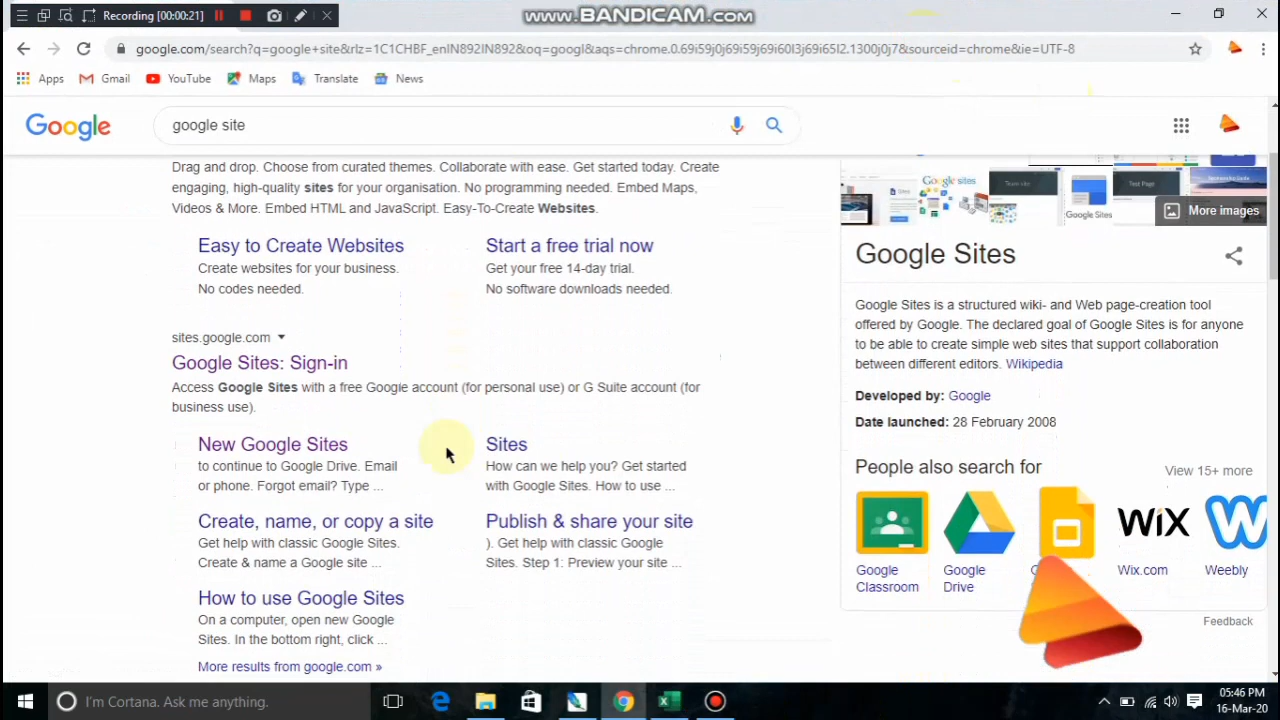 Recording [00:00:21]
www.BANDICAM.com
google.com/search?q=google+site&rlz=1C1CHBF_enIN892IN892&oq=googl&aqs=chrome.0.69i59j0j69i59j69i60l3j69i65l2.1300j0j7&sourceid=chrome&ie=UTF-8
Apps Gmail YouTube Maps Translate News
Google
google site
Drag and drop. Choose from curated themes. Collaborate with ease. Get started today. Create
engaging, high-quality sites for your organisation. No programming needed. Embed Maps,
Videos & More. Embed HTML and JavaScript. Easy-To-Create Websites.
Easy to Create Websites
Create websites for your business.
No codes needed.
Start a free trial now
Get your free 14-day trial.
No software downloads needed.
sites.google.com
Google Sites: Sign-in
Access Google Sites with a free Google account (for personal use) or G Suite account (for
business use).
New Google Sites
to continue to Google Drive. Email
or phone. Forgot email? Type ...
Sites
How can we help you? Get started
with Google Sites. How to use ...
Create, name, or copy a site
Get help with classic Google Sites.
Create & name a Google site ...
Publish & share your site
). Get help with classic Google
Sites. Step 1: Preview your site ...
How to use Google Sites
On a computer, open new Google
Sites. In the bottom right, click ...
More results from google.com »
Google sites
Team site
Test Page
Google Sites
More images
Google Sites
Google Sites is a structured wiki- and Web page-creation tool
offered by Google. The declared goal of Google Sites is for anyone
to be able to create simple web sites that support collaboration
between different editors. Wikipedia
Developed by: Google
Date launched: 28 February 2008
People also search for
View 15+ more
WiX
W
Google
Classroom
Google
Drive
Wix.com
Weebly
Feedback
I'm Cortana. Ask me anything.
05:46 PM
16-Mar-20